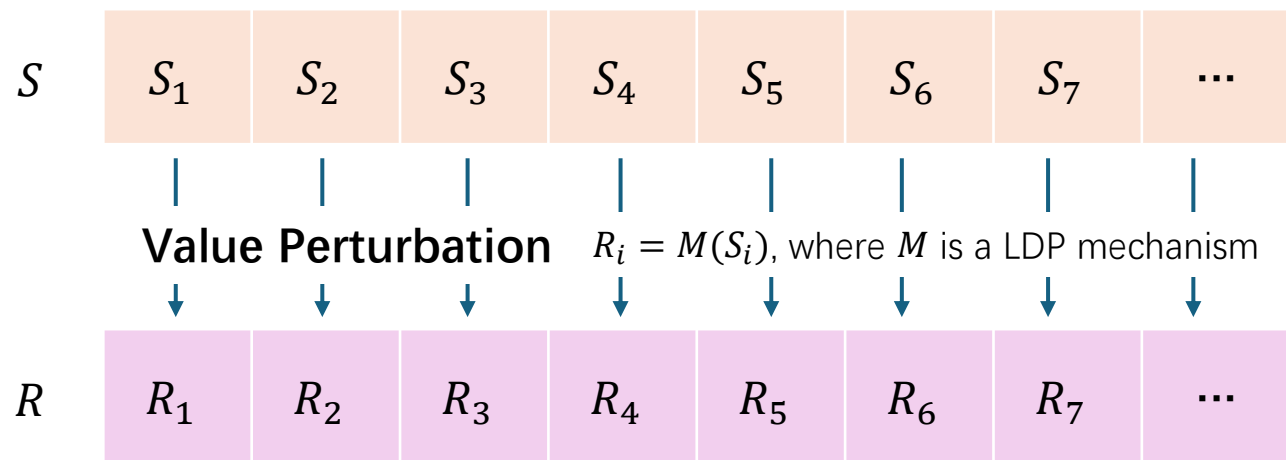 S S₁ S₂ S₃ S₄ S₅ S₆ S₇ ...
Value Perturbation Rᵢ = M(Sᵢ), where M is a LDP mechanism
R R₁ R₂ R₃ R₄ R₅ R₆ R₇ ...